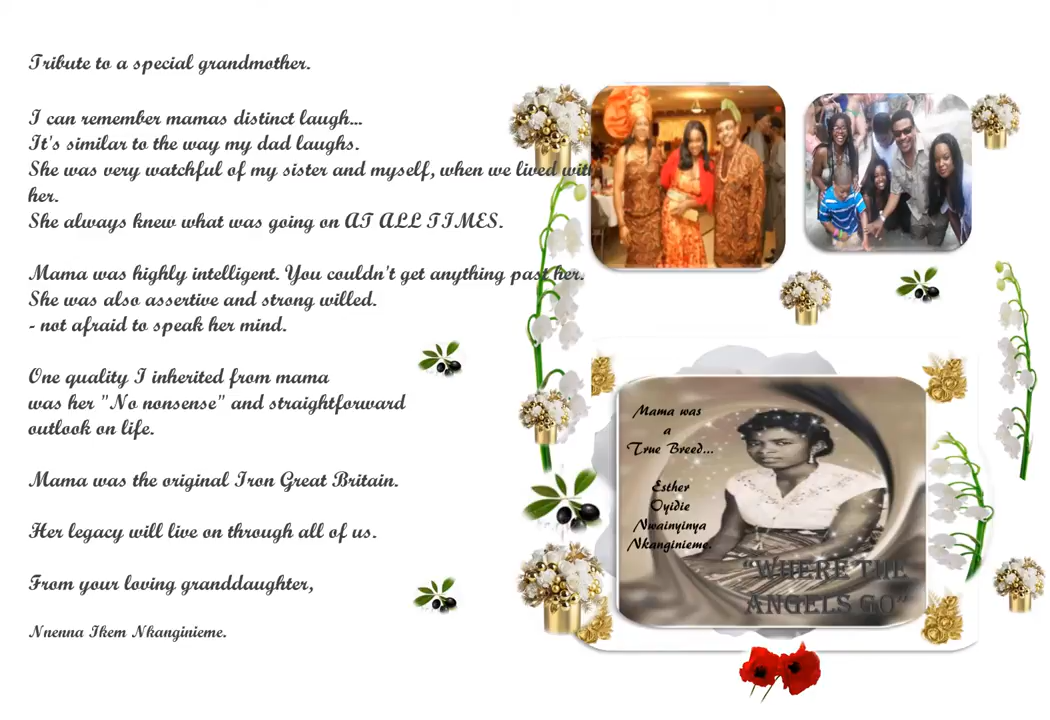 Tribute to a special grandmother.
I can remember mamas distinct laugh...
It's similar to the way my dad laughs.
She was very watchful of my sister and myself, when we lived with
her.
She always knew what was going on AT ALL TIMES.
Mama was highly intelligent. You couldn't get anything past her.
She was also assertive and strong willed.
- not afraid to speak her mind.
One quality I inherited from mama
was her "No nonsense" and straightforward
outlook on life.
Mama was the original Iron Great Britain.
Her legacy will live on through all of us.
From your loving granddaughter,
Nnenna Ikem Nkanginieme.
Mama was
a
True Breed...
Esther
Oyidie
Nwainyinya
Nkanginieme.
"WHERE THE
ANGELS GO"